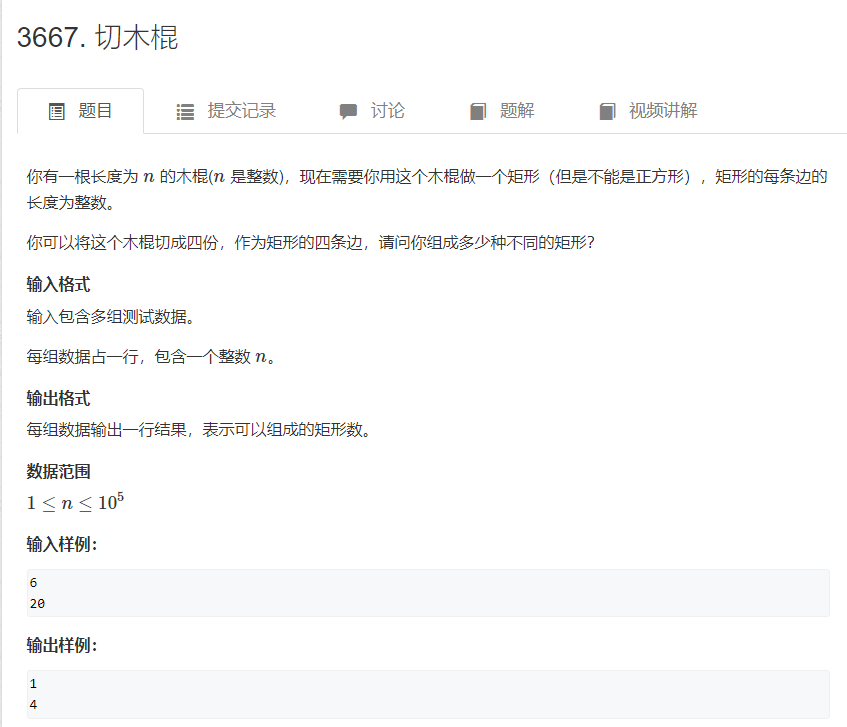 3667. 切木棍
题目 提交记录 讨论 题解 视频讲解
你有一根长度为 n 的木棍(n 是整数)，现在需要你用这个木棍做一个矩形（但是不能是正方形），矩形的每条边的
长度为整数。
你可以将这个木棍切成四份，作为矩形的四条边，请问你组成多少种不同的矩形？
输入格式
输入包含多组测试数据。
每组数据占一行，包含一个整数 n。
输出格式
每组数据输出一行结果，表示可以组成的矩形数。
数据范围
1 ≤ n ≤ 10⁵
输入样例：
6
20
输出样例：
1
4